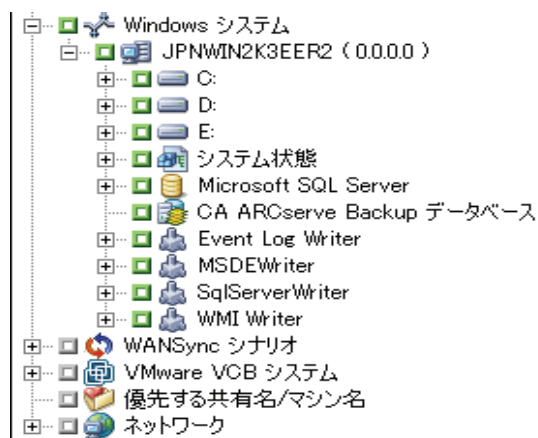 Windows システム
JPNWIN2K3EER2 ( 0.0.0.0 )
C:
D:
E:
システム状態
Microsoft SQL Server
CA ARCserve Backup データベース
Event Log Writer
MSDEWriter
SqlServerWriter
WMI Writer
WANSync シナリオ
VMware VCB システム
優先する共有名/マシン名
ネットワーク